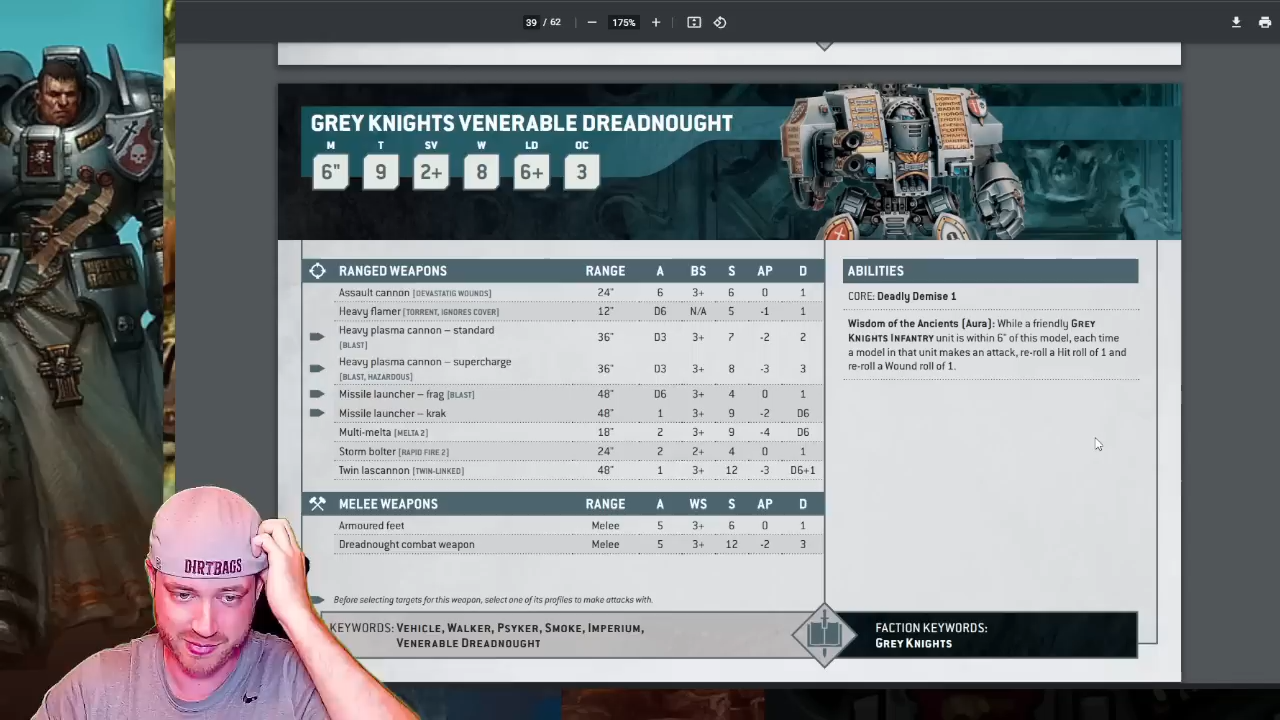 39 / 62
175%
GREY KNIGHTS VENERABLE DREADNOUGHT
M T SV W LD OC
6" 9 2+ 8 6+ 3
RANGED WEAPONS RANGE A BS S AP D
Assault cannon [DEVASTATIG WOUNDS] 24" 6 3+ 6 0 1
Heavy flamer [TORRENT, IGNORES COVER] 12" D6 N/A 5 -1 1
Heavy plasma cannon – standard
[BLAST] 36" D3 3+ 7 -2 2
Heavy plasma cannon – supercharge
[BLAST, HAZARDOUS] 36" D3 3+ 8 -3 3
Missile launcher – frag [BLAST] 48" D6 3+ 4 0 1
Missile launcher – krak 48" 1 3+ 9 -2 D6
Multi-melta [MELTA 2] 18" 2 3+ 9 -4 D6
Storm bolter [RAPID FIRE 2] 24" 2 2+ 4 0 1
Twin lascannon [TWIN-LINKED] 48" 1 3+ 12 -3 D6+1
MELEE WEAPONS RANGE A WS S AP D
Armoured feet Melee 5 3+ 6 0 1
Dreadnought combat weapon Melee 5 3+ 12 -2 3
Before selecting targets for this weapon, select one of its profiles to make attacks with.
KEYWORDS: VEHICLE, WALKER, PSYKER, SMOKE, IMPERIUM,
VENERABLE DREADNOUGHT
ABILITIES
CORE: Deadly Demise 1
Wisdom of the Ancients (Aura): While a friendly GREY
KNIGHTS INFANTRY unit is within 6" of this model, each time
a model in that unit makes an attack, re-roll a Hit roll of 1 and
re-roll a Wound roll of 1.
FACTION KEYWORDS:
GREY KNIGHTS
DIRTBAGS